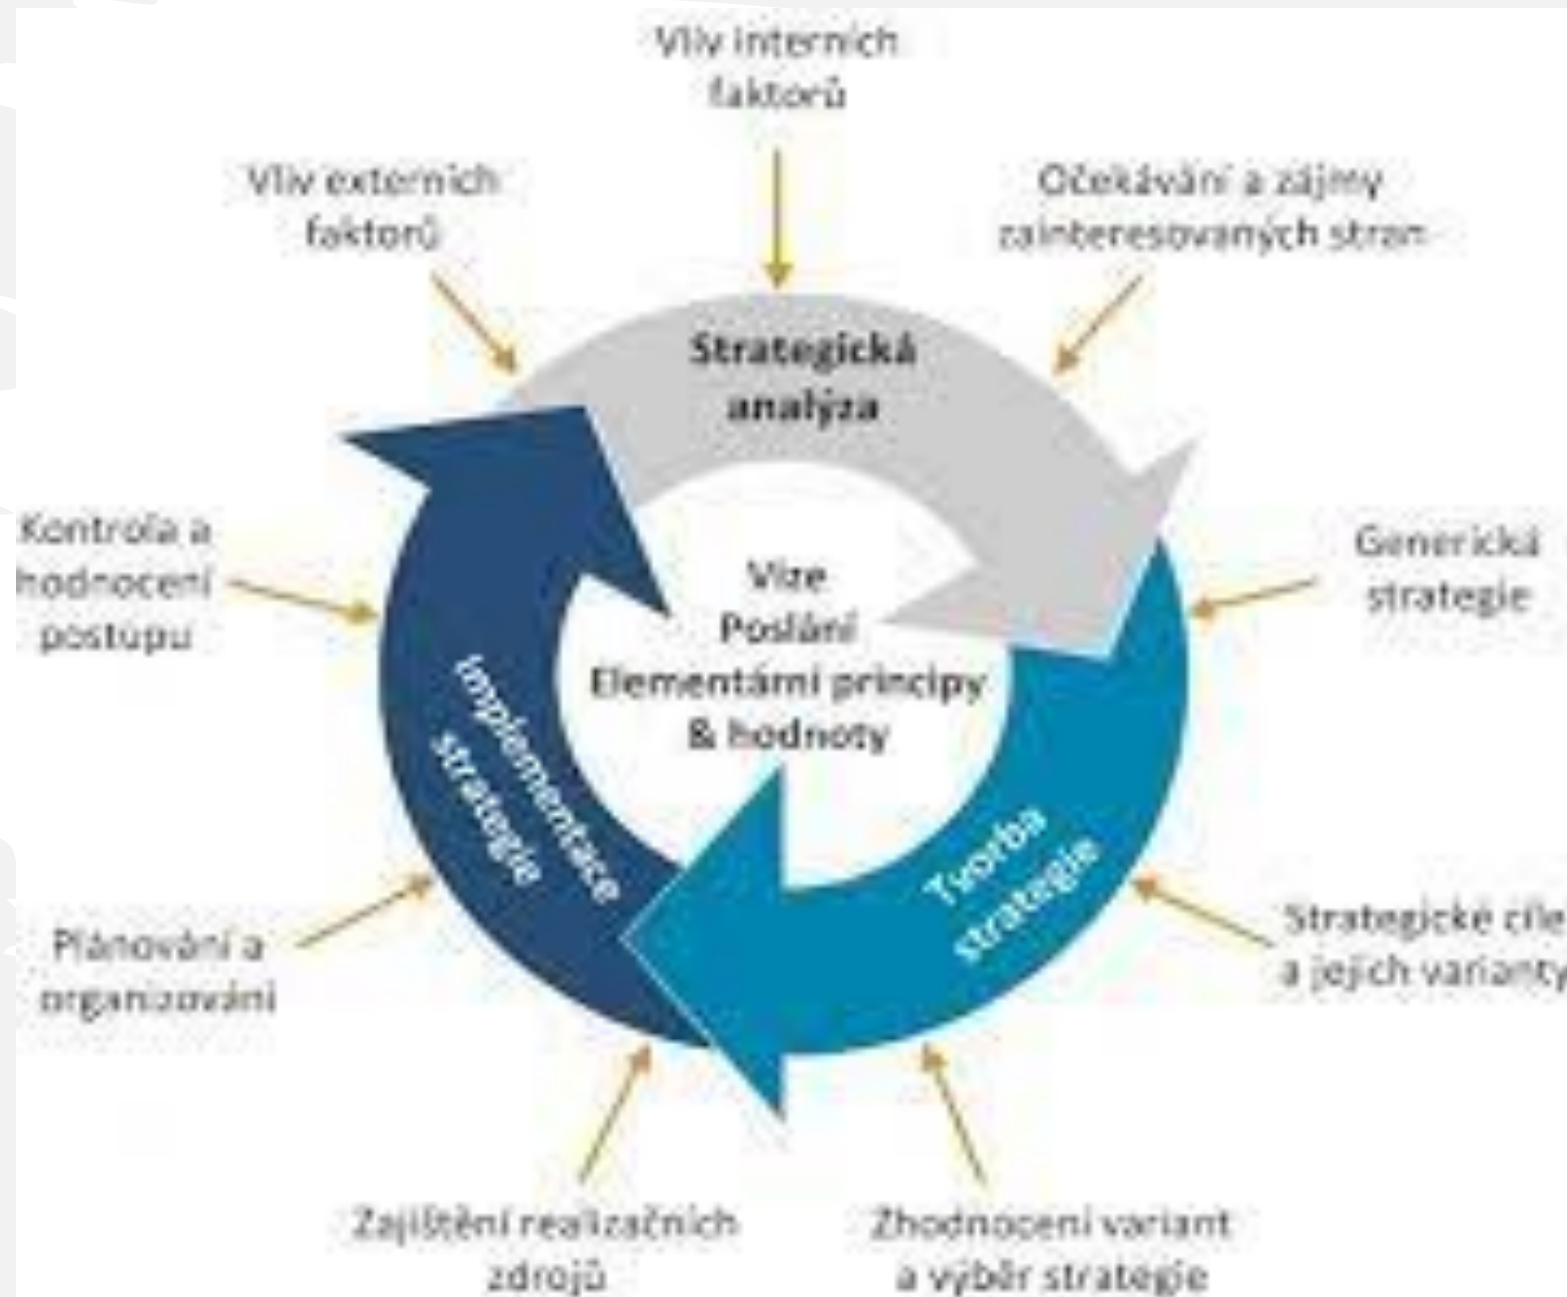 Vliv interních
faktorů
Vliv externích
faktorů
Očekávání a zájmy
zainteresovaných stran
Strategická
analýza
Kontrola a
hodnocení
postupu
Generická
strategie
Vize
Poslání
Elementární principy
& hodnoty
Implementace
strategie
Tvorba
strategie
Strategické cíle
a jejich varianty
Plánování a
organizování
Zajištění realizačních
zdrojů
Zhodnocení variant
a výběr strategie